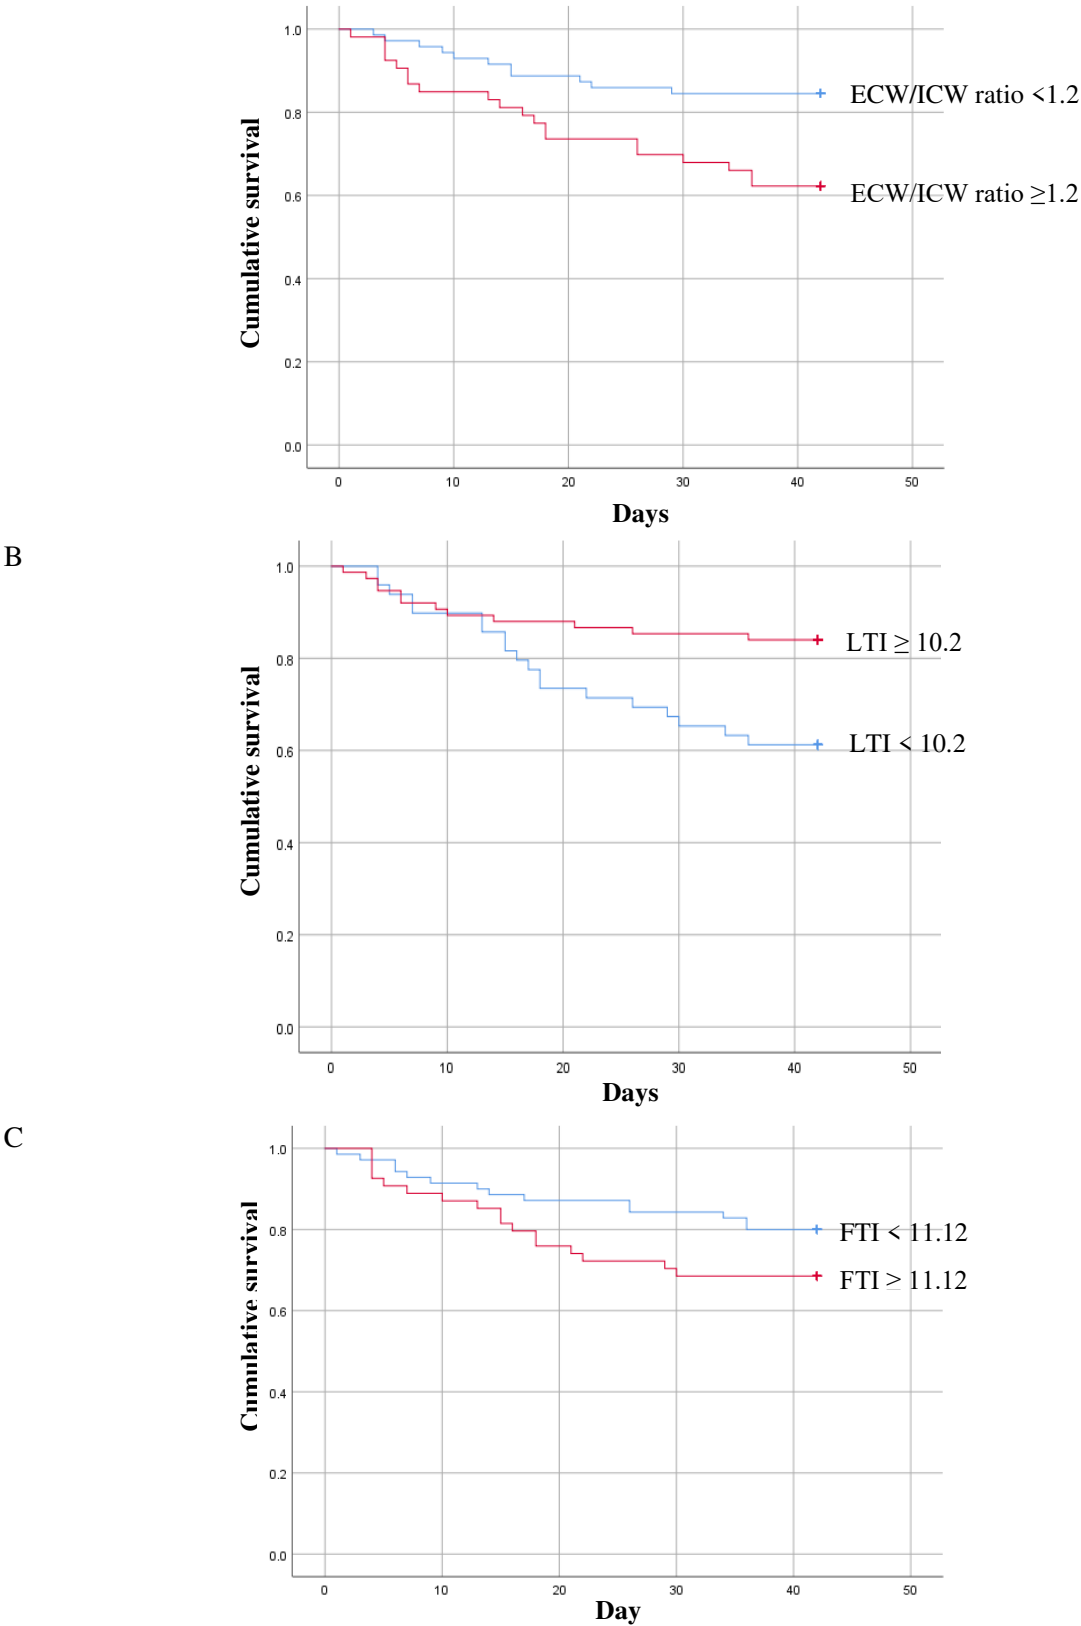 1.0
0.8
0.6
0.4
0.2
0.0
Cumulative survival
ECW/ICW ratio <1.2
ECW/ICW ratio ≥1.2
0 10 20 30 40 50
Days
B
1.0
0.8
0.6
0.4
0.2
0.0
Cumulative survival
LTI ≥ 10.2
LTI < 10.2
0 10 20 30 40 50
Days
C
1.0
0.8
0.6
0.4
0.2
0.0
Cumulative survival
FTI < 11.12
FTI ≥ 11.12
0 10 20 30 40 50
Day